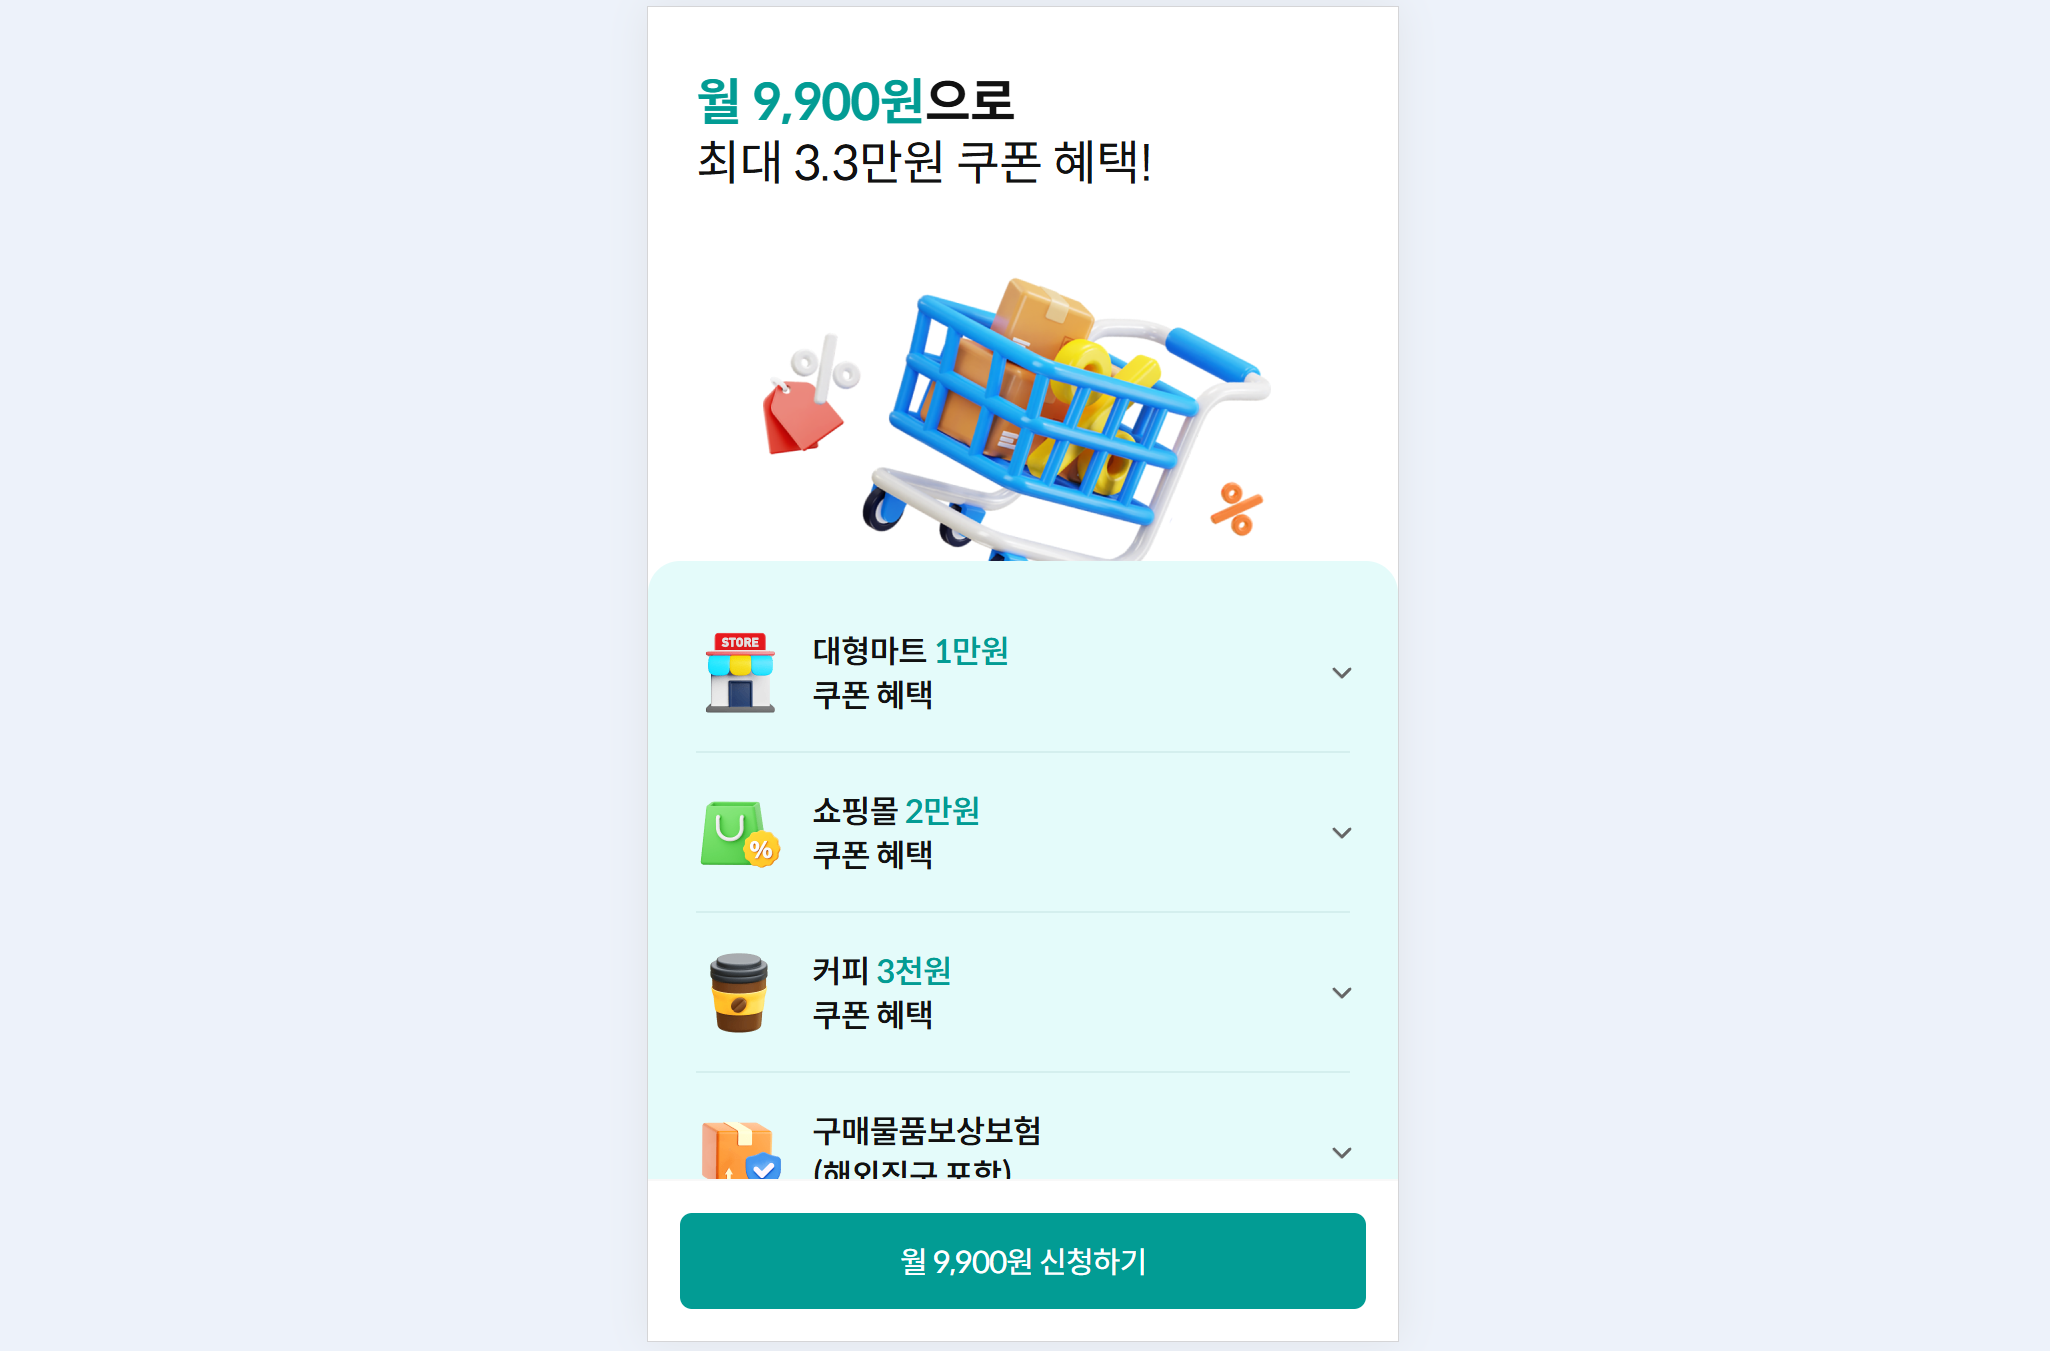 월 9,900원으로
최대 3.3만원 쿠폰 혜택!
STORE
대형마트 1만원
쿠폰 혜택
쇼핑몰 2만원
쿠폰 혜택
%
커피 3천원
쿠폰 혜택
구매물품보상보험
(해외직구 포함)
월 9,900원 신청하기